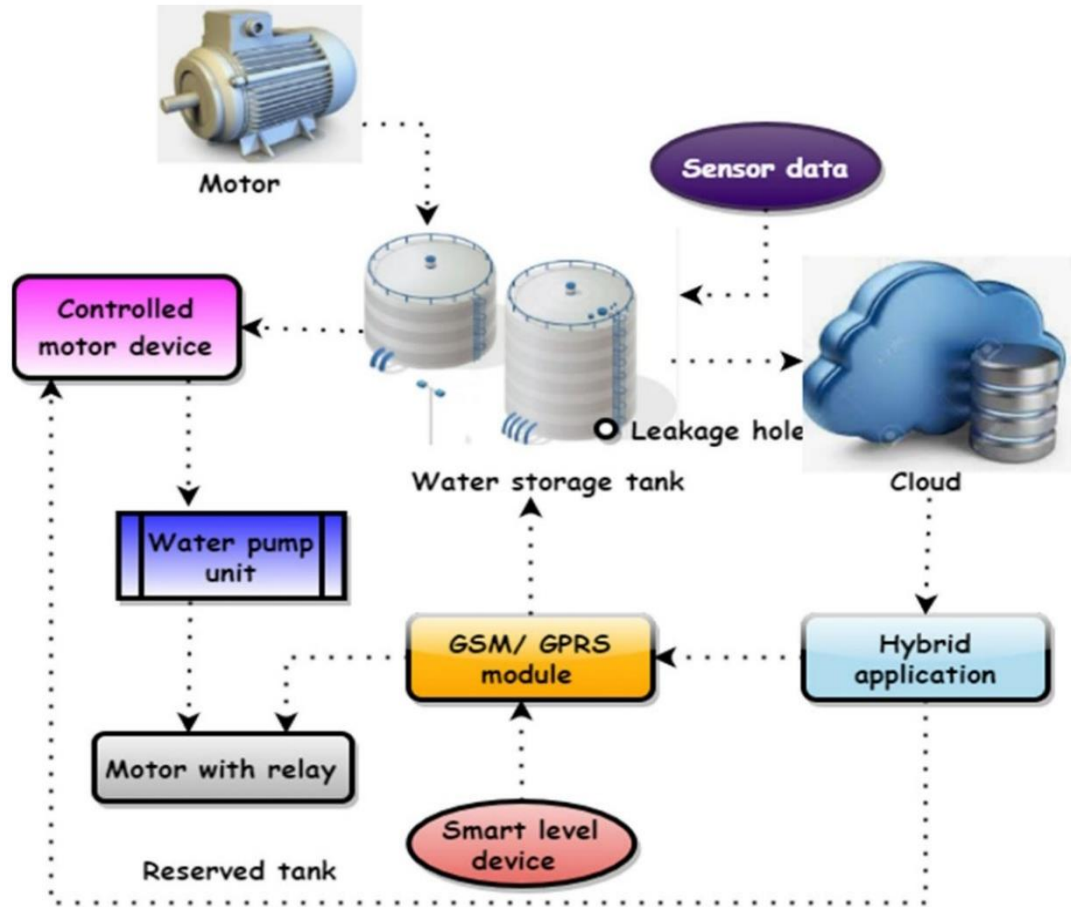 Motor
Sensor data
Controlled
motor device
Leakage hole
Water storage tank
Cloud
Water pump
unit
GSM/ GPRS
module
Hybrid
application
Motor with relay
Smart level
device
Reserved tank